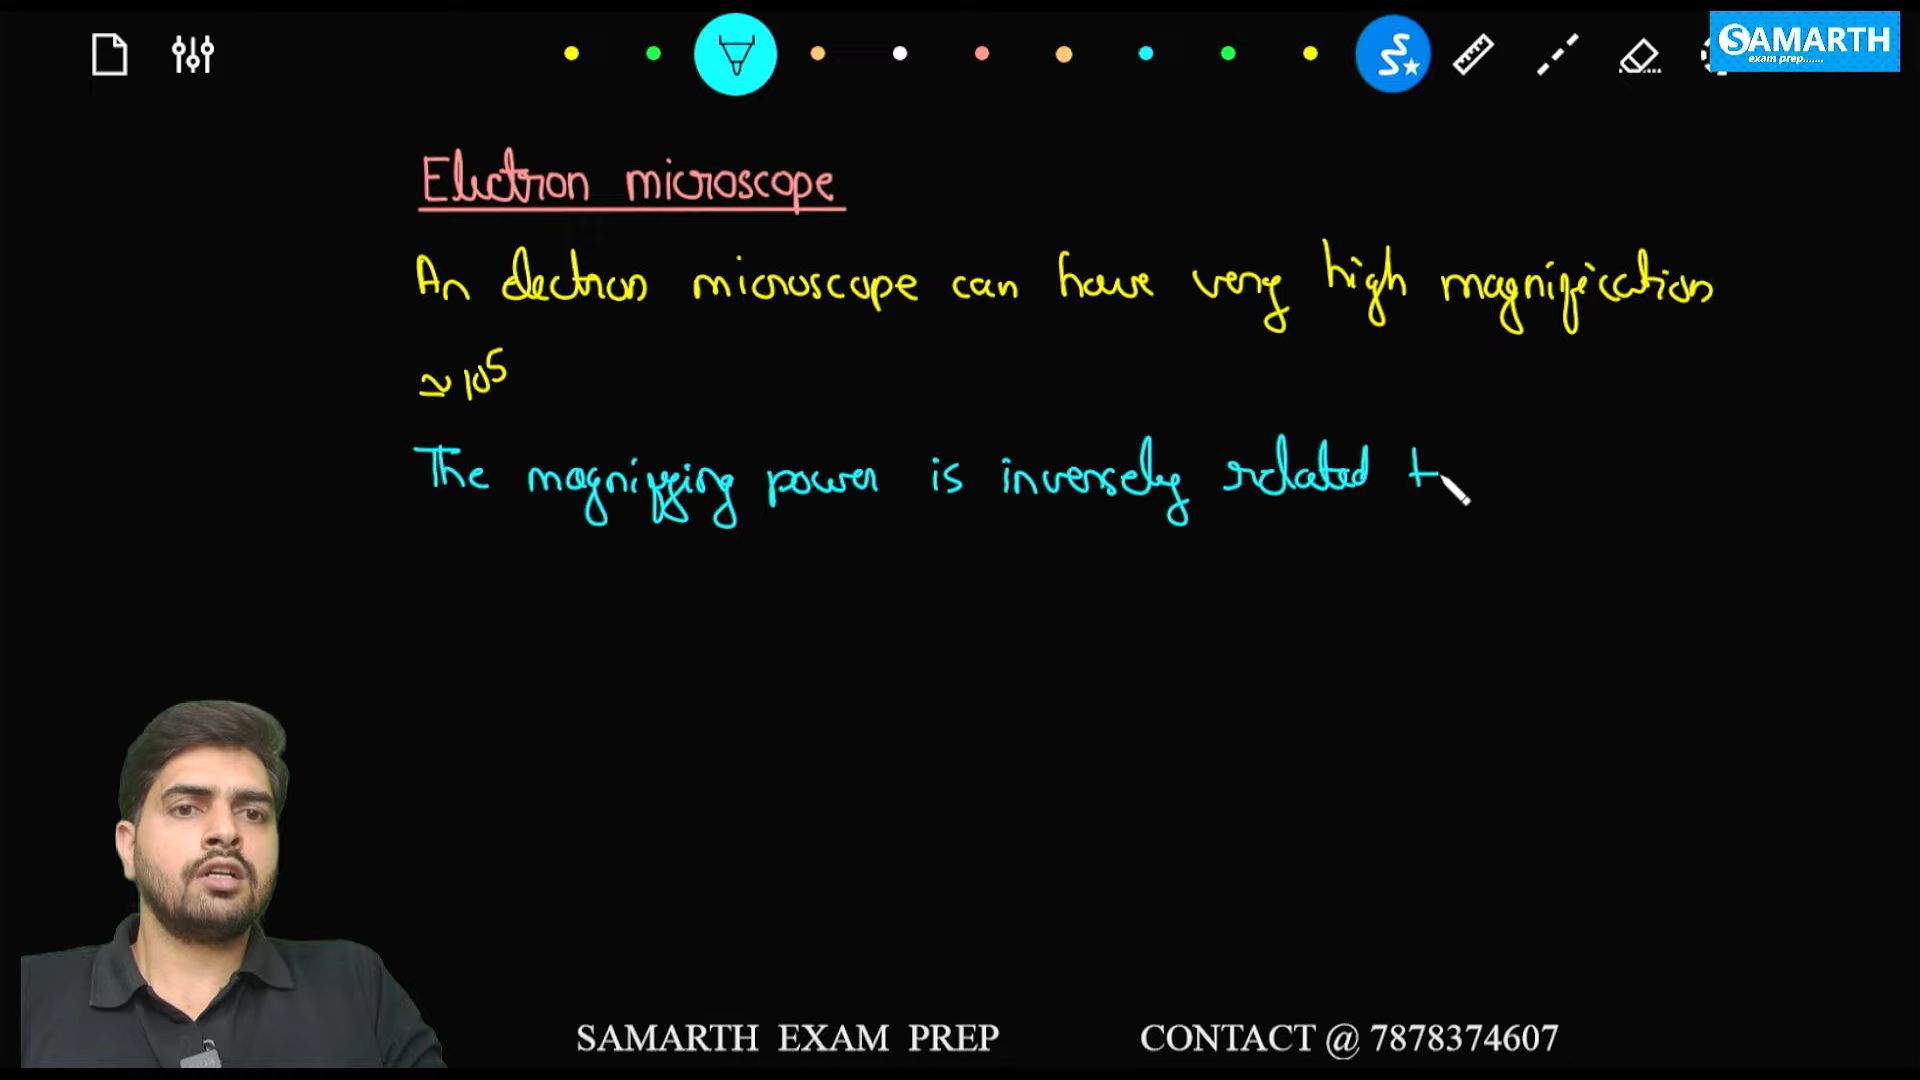 SAMARTH
exam prep......
Electron microscope
An electron microscope can have very high magnification
≃ 10⁵
The magnifying power is inversely related t
SAMARTH EXAM PREP CONTACT @ 7878374607